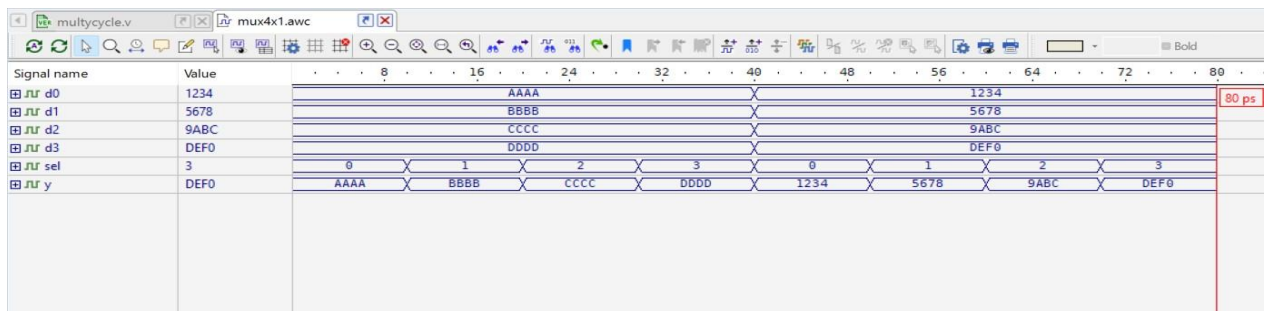 multycycle.v mux4x1.awc
Bold
Signal name Value 8 16 24 32 40 48 56 64 72 80
d0 1234 AAAA 1234
80 ps
d1 5678 BBBB 5678
d2 9ABC CCCC 9ABC
d3 DEF0 DDDD DEF0
sel 3 0 1 2 3 0 1 2 3
y DEF0 AAAA BBBB CCCC DDDD 1234 5678 9ABC DEF0